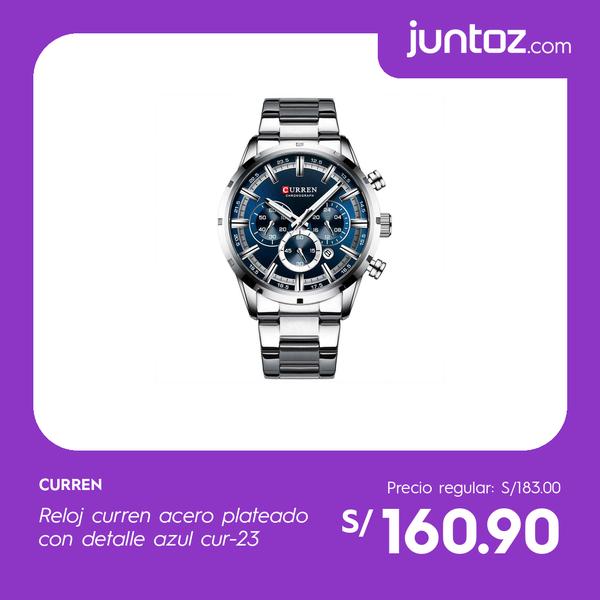 juntoz.com
CURREN
CHRONOGRAPH
CURREN
Reloj curren acero plateado
con detalle azul cur-23
Precio regular: S/183.00
S/160.90